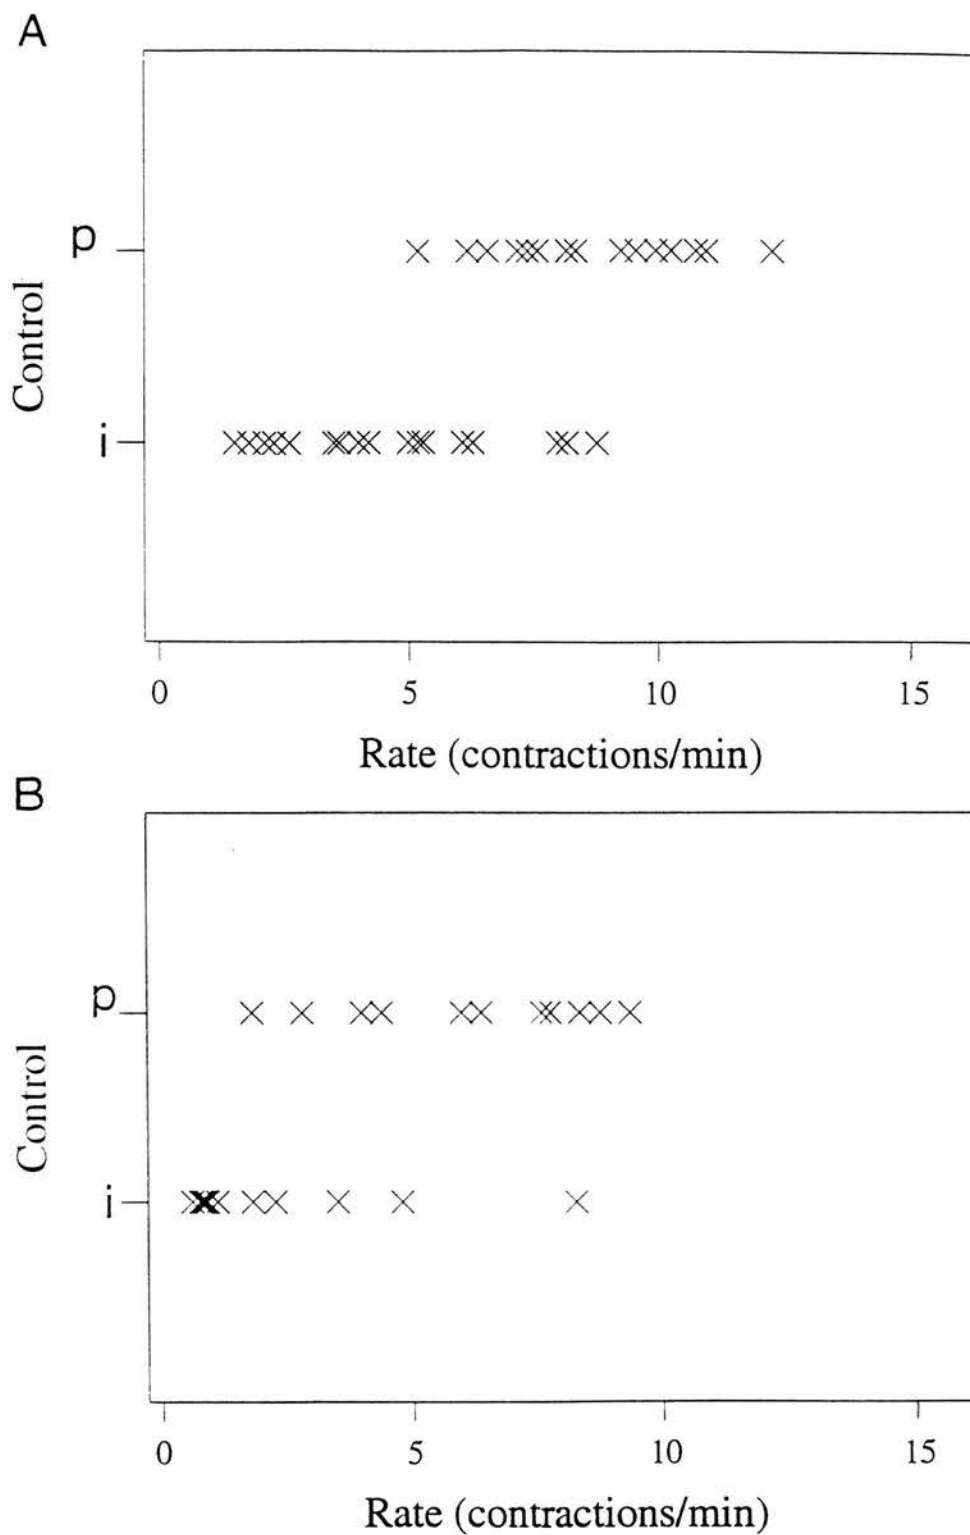 A
p
Control
i
0 5 10 15
Rate (contractions/min)
B
p
Control
i
0 5 10 15
Rate (contractions/min)